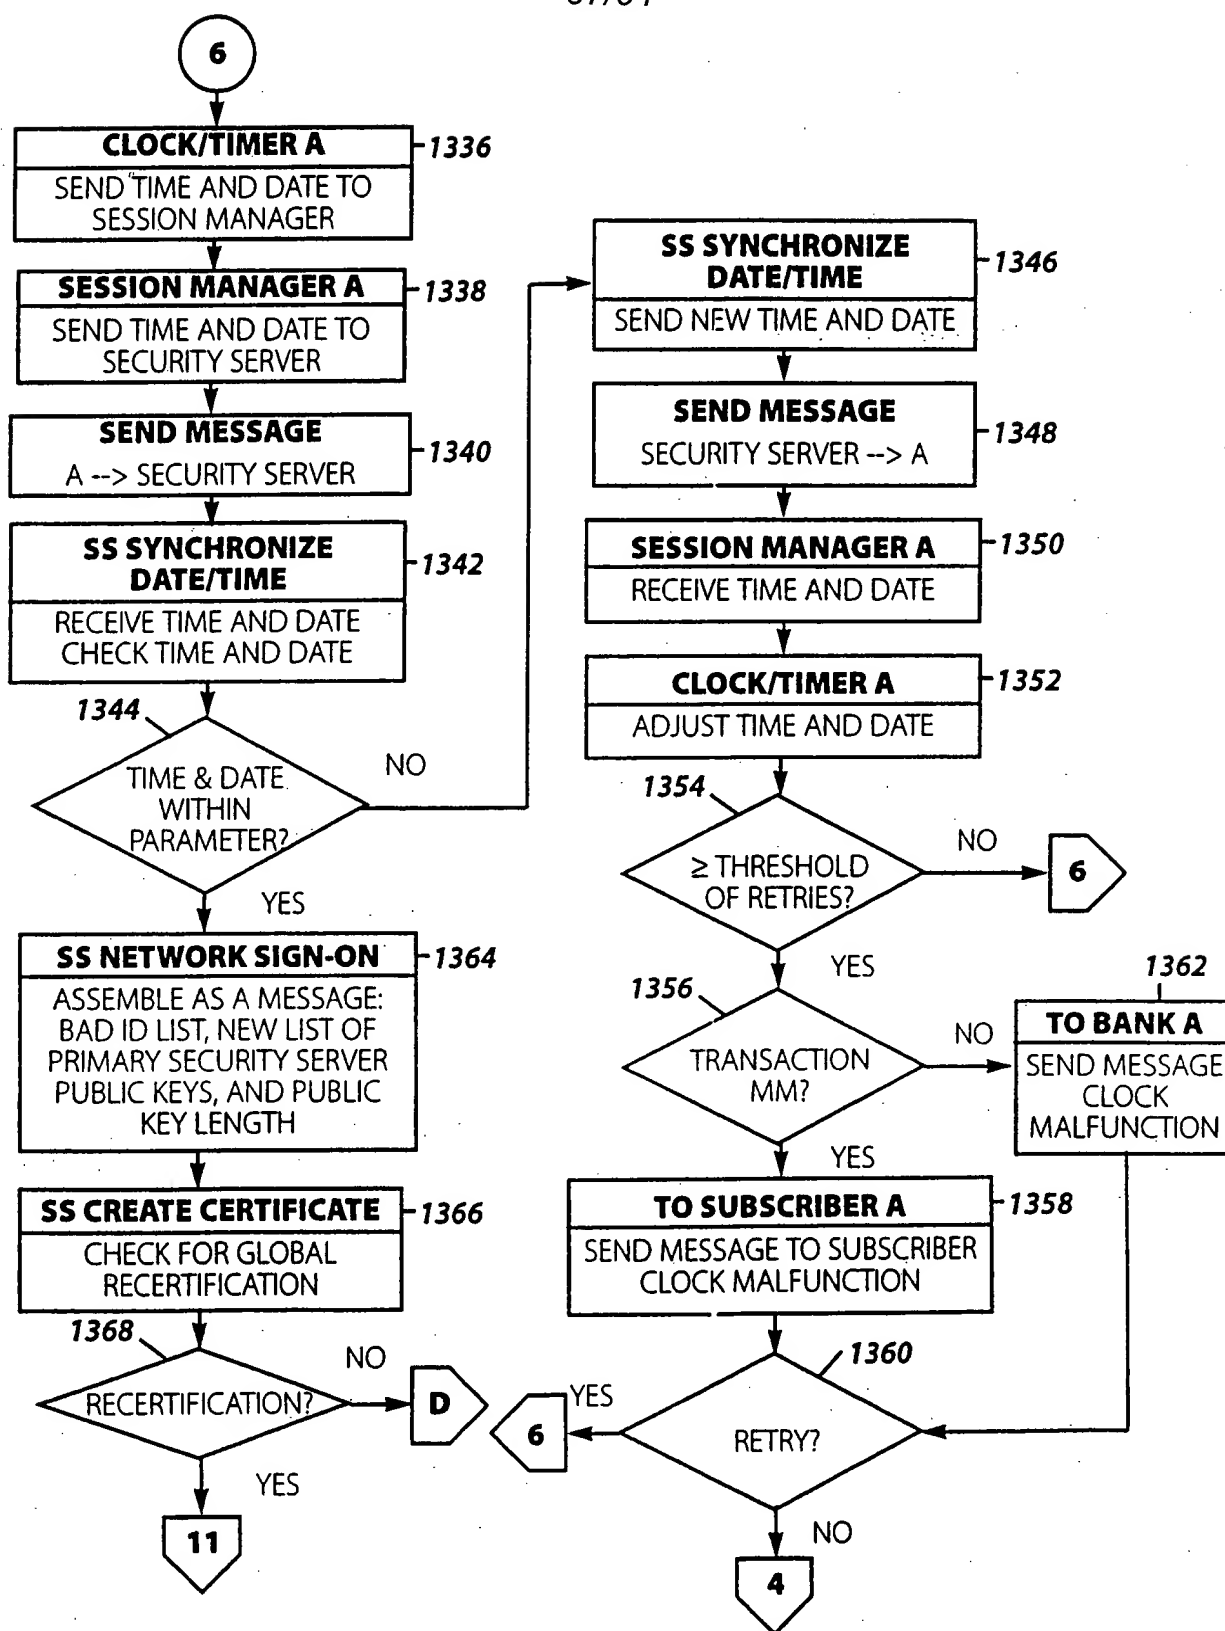 6
CLOCK/TIMER A
1336
SEND TIME AND DATE TO
SESSION MANAGER
SESSION MANAGER A
1338
SEND TIME AND DATE TO
SECURITY SERVER
SEND MESSAGE
1340
A --> SECURITY SERVER
SS SYNCHRONIZE
DATE/TIME
1342
RECEIVE TIME AND DATE
CHECK TIME AND DATE
1344
TIME & DATE
WITHIN
PARAMETER?
NO
YES
SS NETWORK SIGN-ON
1364
ASSEMBLE AS A MESSAGE:
BAD ID LIST, NEW LIST OF
PRIMARY SECURITY SERVER
PUBLIC KEYS, AND PUBLIC
KEY LENGTH
SS CREATE CERTIFICATE
1366
CHECK FOR GLOBAL
RECERTIFICATION
1368
RECERTIFICATION?
NO
D
YES
11
SS SYNCHRONIZE
DATE/TIME
1346
SEND NEW TIME AND DATE
SEND MESSAGE
1348
SECURITY SERVER --> A
SESSION MANAGER A
1350
RECEIVE TIME AND DATE
CLOCK/TIMER A
1352
ADJUST TIME AND DATE
1354
≥ THRESHOLD
OF RETRIES?
NO
6
YES
1356
TRANSACTION
MM?
NO
1362
TO BANK A
SEND MESSAGE
CLOCK
MALFUNCTION
YES
TO SUBSCRIBER A
1358
SEND MESSAGE TO SUBSCRIBER
CLOCK MALFUNCTION
1360
RETRY?
YES
6
NO
4